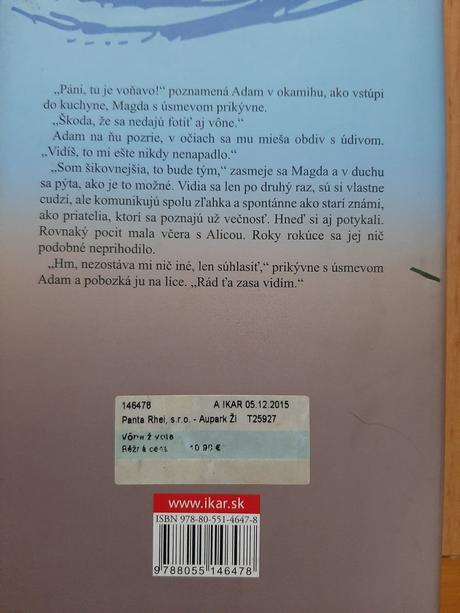 „Páni, tu je voňavo!“ poznamená Adam v okamihu, ako vstúpi
do kuchyne, Magda s úsmevom prikývne.
„Škoda, že sa nedajú fotiť aj vône.“
Adam na ňu pozrie, v očiach sa mu mieša obdiv s údivom.
„Vidíš, to mi ešte nikdy nenapadlo.“
„Som šikovnejšia, to bude tým,“ zasmeje sa Magda a v duchu
sa pýta, ako je to možné. Vidia sa len po druhý raz, sú si vlastne
cudzí, ale komunikujú spolu zľahka a spontánne ako starí známi,
ako priatelia, ktorí sa poznajú už večnosť. Hneď si aj potykali.
Rovnaký pocit mala včera s Alicou. Roky rokúce sa jej nič
podobné neprihodilo.
„Hm, nezostáva mi nič iné, len súhlasiť,“ prikývne s úsmevom
Adam a pobozká ju na líce. „Rád ťa zasa vidím.“
146478 A IKAR 05.12.2015
Panta Rhei, s.r.o. - Aupark Ži T25927
cena 10.90 €
www.ikar.sk
ISBN 978-80-551-4647-8
9788055146478